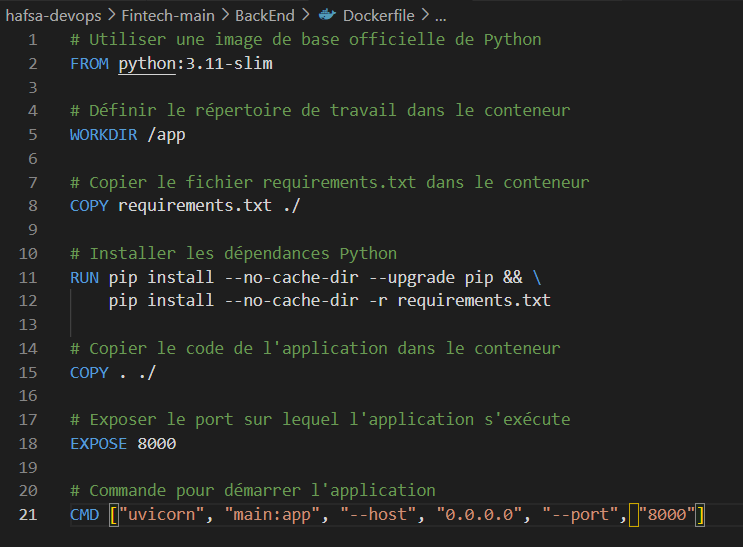 hafsa-devops > Fintech-main > BackEnd > Dockerfile > ...
1 # Utiliser une image de base officielle de Python
2 FROM python:3.11-slim
3
4 # Définir le répertoire de travail dans le conteneur
5 WORKDIR /app
6
7 # Copier le fichier requirements.txt dans le conteneur
8 COPY requirements.txt ./
9
10 # Installer les dépendances Python
11 RUN pip install --no-cache-dir --upgrade pip && \
12     pip install --no-cache-dir -r requirements.txt
13
14 # Copier le code de l'application dans le conteneur
15 COPY . ./
16
17 # Exposer le port sur lequel l'application s'exécute
18 EXPOSE 8000
19
20 # Commande pour démarrer l'application
21 CMD ["uvicorn", "main:app", "--host", "0.0.0.0", "--port", "8000"]